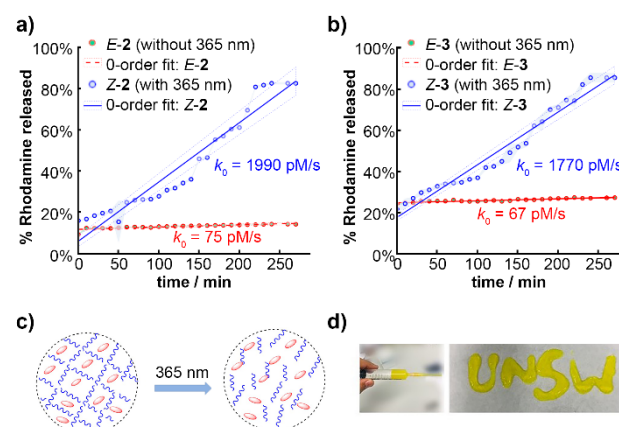 a)
E-2 (without 365 nm)
0-order fit: E-2
Z-2 (with 365 nm)
0-order fit: Z-2
k0 = 1990 pM/s
k0 = 75 pM/s
% Rhodamine released
100%
80%
60%
40%
20%
0%
0 50 100 150 200 250
time / min
b)
E-3 (without 365 nm)
0-order fit: E-3
Z-3 (with 365 nm)
0-order fit: Z-3
k0 = 1770 pM/s
k0 = 67 pM/s
% Rhodamine released
100%
80%
60%
40%
20%
0%
0 50 100 150 200 250
time / min
c)
365 nm
d)
UNSW